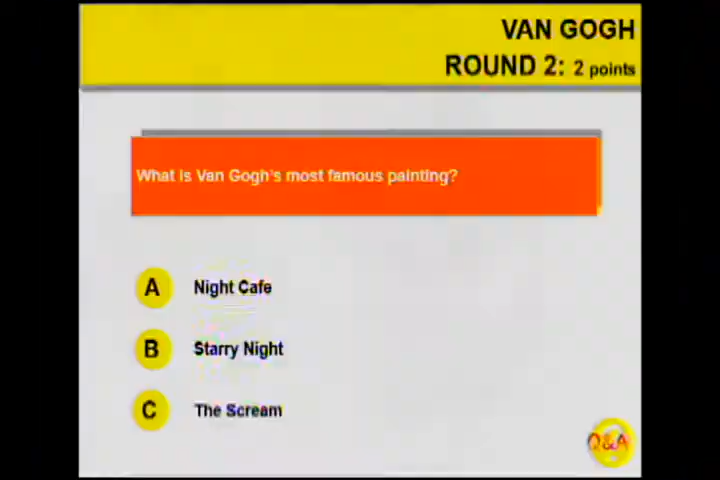 VAN GOGH
ROUND 2: 2 points
What is Van Gogh's most famous painting?
A Night Cafe
B Starry Night
C The Scream
Q&A